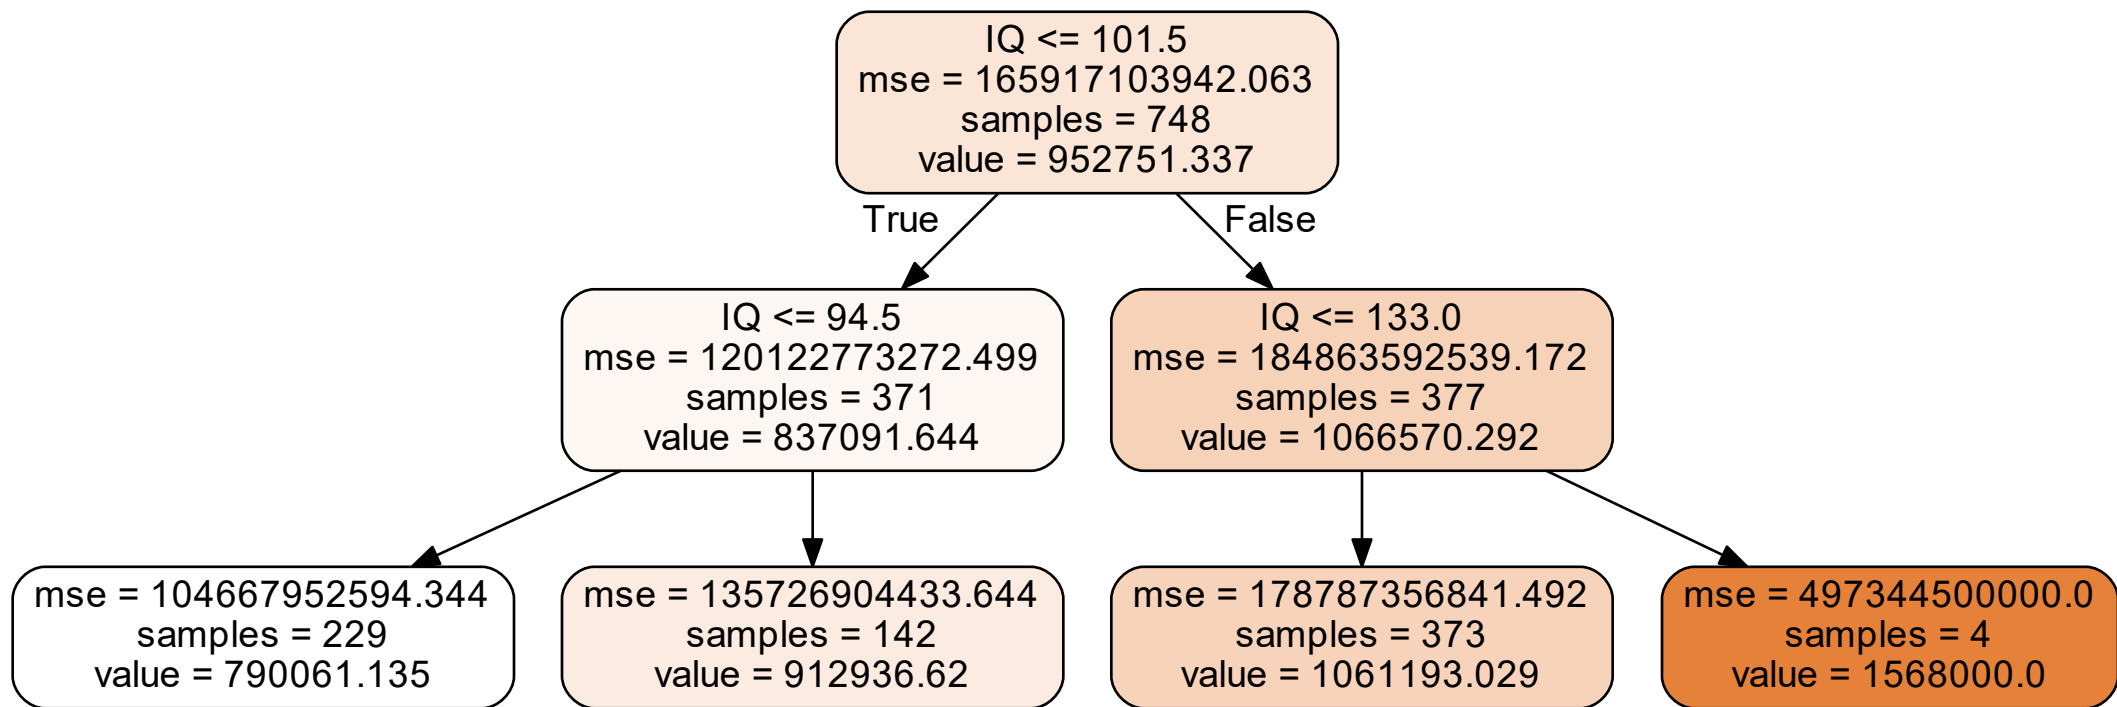 IQ <= 101.5
mse = 165917103942.063
samples = 748
value = 952751.337
True
False
IQ <= 94.5
mse = 120122773272.499
samples = 371
value = 837091.644
IQ <= 133.0
mse = 184863592539.172
samples = 377
value = 1066570.292
mse = 104667952594.344
samples = 229
value = 790061.135
mse = 135726904433.644
samples = 142
value = 912936.62
mse = 178787356841.492
samples = 373
value = 1061193.029
mse = 497344500000.0
samples = 4
value = 1568000.0